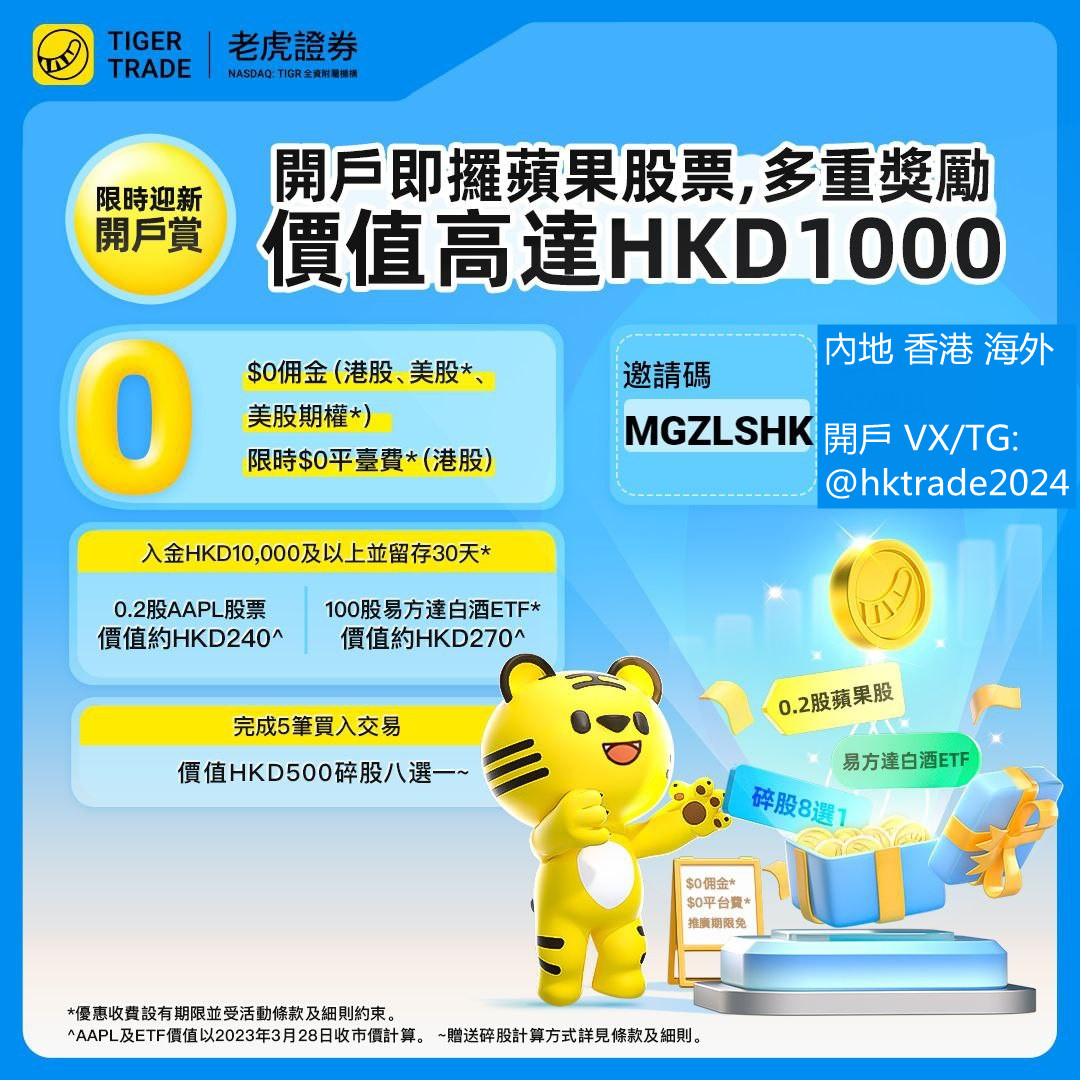 TIGER
TRADE
老虎證券
NASDAQ: TIGR 全資附屬機構
限時迎新
開戶賞
開戶即攞蘋果股票,多重獎勵
價值高達HKD1000
0
$0佣金(港股、美股*、
美股期權*)
限時$0平臺費*(港股)
邀請碼
MGZLSHK
內地 香港 海外
開戶 VX/TG:
@hktrade2024
入金HKD10,000及以上並留存30天*
0.2股AAPL股票
價值約HKD240^
100股易方達白酒ETF*
價值約HKD270^
完成5筆買入交易
價值HKD500碎股八選一~
0.2股蘋果股
易方達白酒ETF
碎股8選1
$0佣金*
$0平台費*
推廣期限免
*優惠收費設有期限並受活動條款及細則約束。
^AAPL及ETF價值以2023年3月28日收市價計算。 ~贈送碎股計算方式詳見條款及細則。